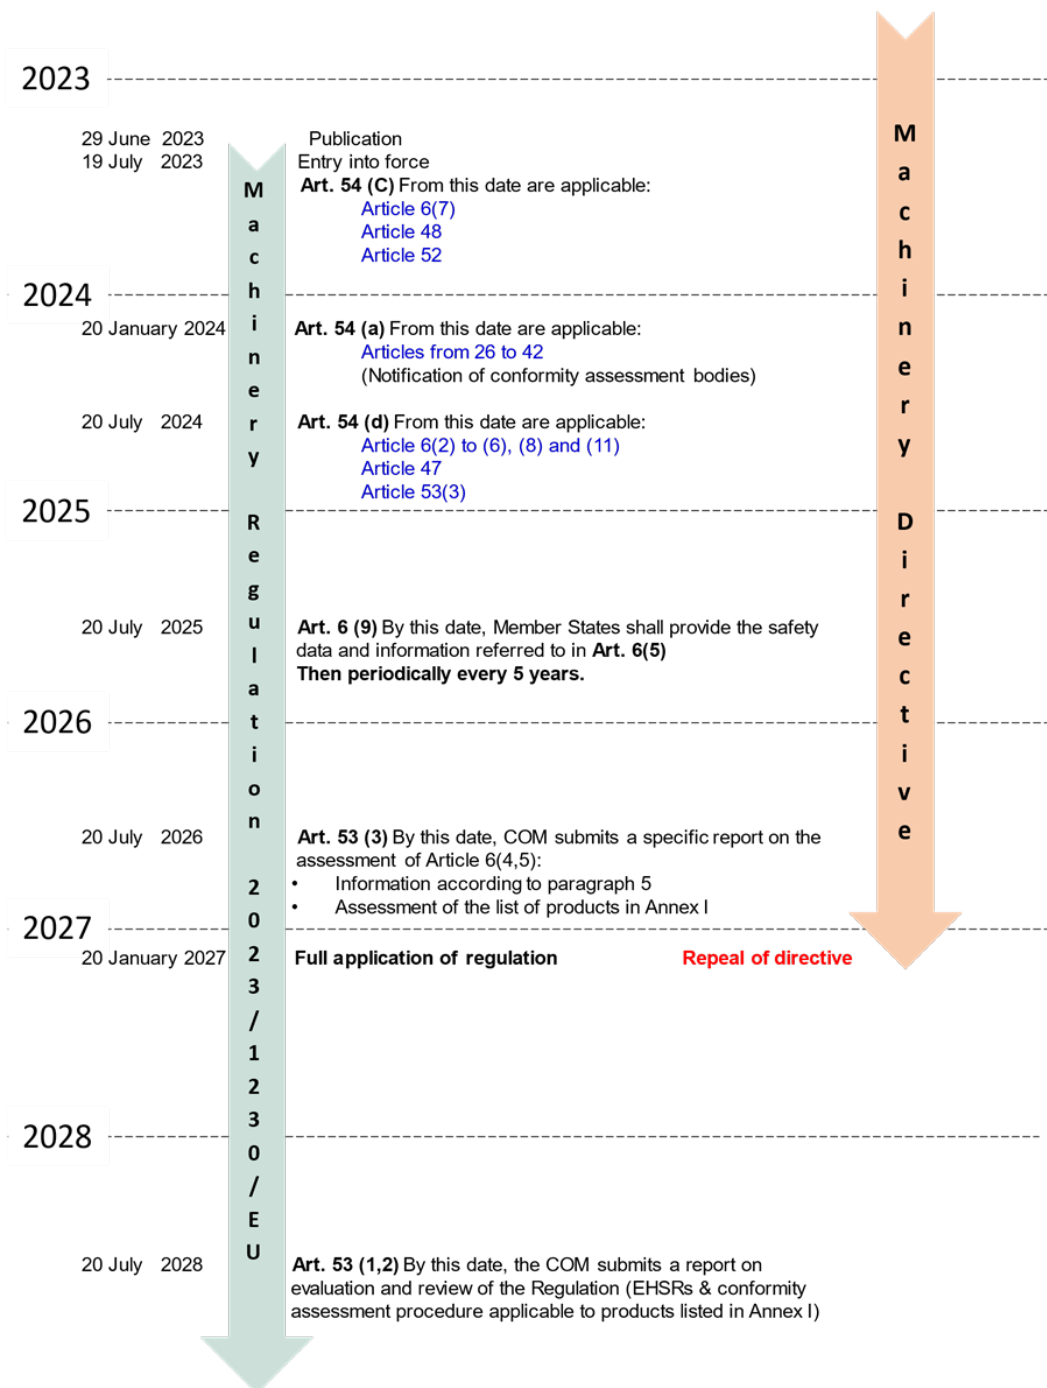 2023
29 June 2023 Publication
19 July 2023 Entry into force
Art. 54 (C) From this date are applicable:
Article 6(7)
Article 48
Article 52
2024
20 January 2024 Art. 54 (a) From this date are applicable:
Articles from 26 to 42
(Notification of conformity assessment bodies)
20 July 2024 Art. 54 (d) From this date are applicable:
Article 6(2) to (6), (8) and (11)
Article 47
Article 53(3)
2025
20 July 2025 Art. 6 (9) By this date, Member States shall provide the safety
data and information referred to in Art. 6(5)
Then periodically every 5 years.
2026
20 July 2026 Art. 53 (3) By this date, COM submits a specific report on the
assessment of Article 6(4,5):
• Information according to paragraph 5
• Assessment of the list of products in Annex I
2027
20 January 2027 Full application of regulation Repeal of directive
2028
20 July 2028 Art. 53 (1,2) By this date, the COM submits a report on
evaluation and review of the Regulation (EHSRs & conformity
assessment procedure applicable to products listed in Annex I)
Machinery Regulation 2023/1230/EU
Machinery Directive